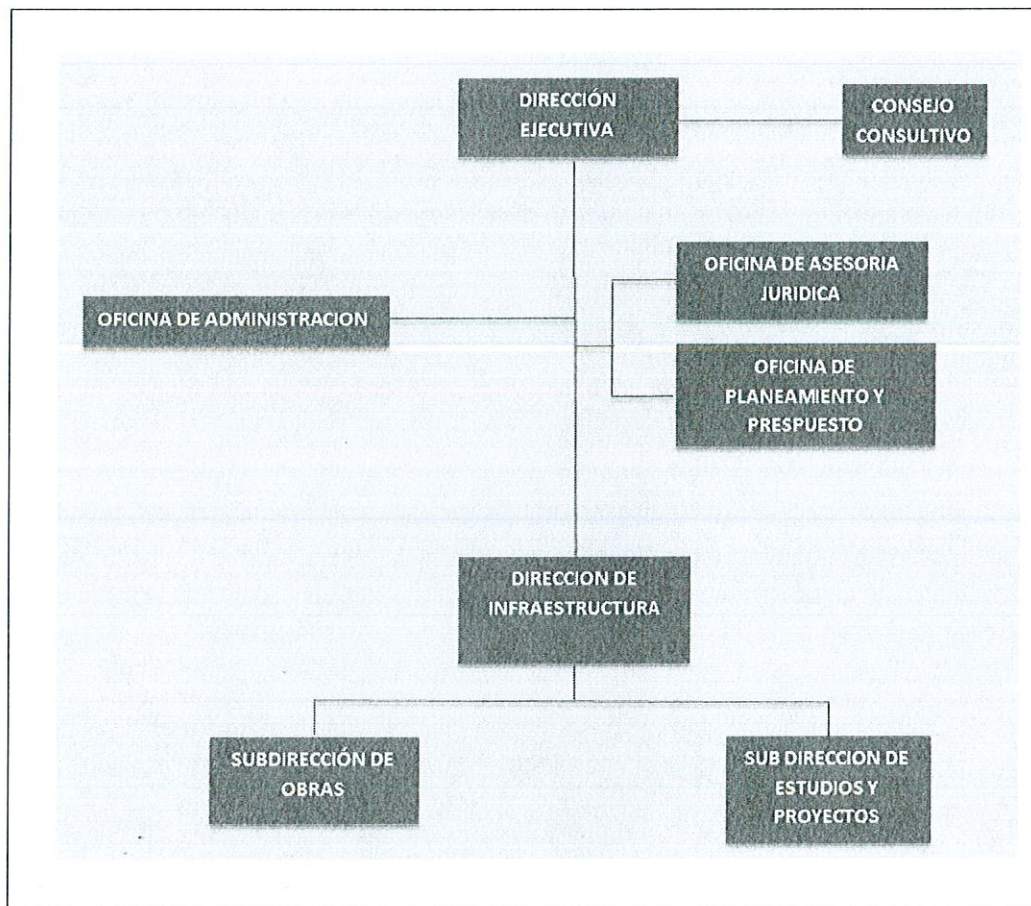 DIRECCIÓN
EJECUTIVA
CONSEJO
CONSULTIVO
OFICINA DE ASESORIA
JURIDICA
OFICINA DE ADMINISTRACION
OFICINA DE
PLANEAMIENTO Y
PRESPUESTO
DIRECCION DE
INFRAESTRUCTURA
SUBDIRECCIÓN DE
OBRAS
SUB DIRECCION DE
ESTUDIOS Y
PROYECTOS